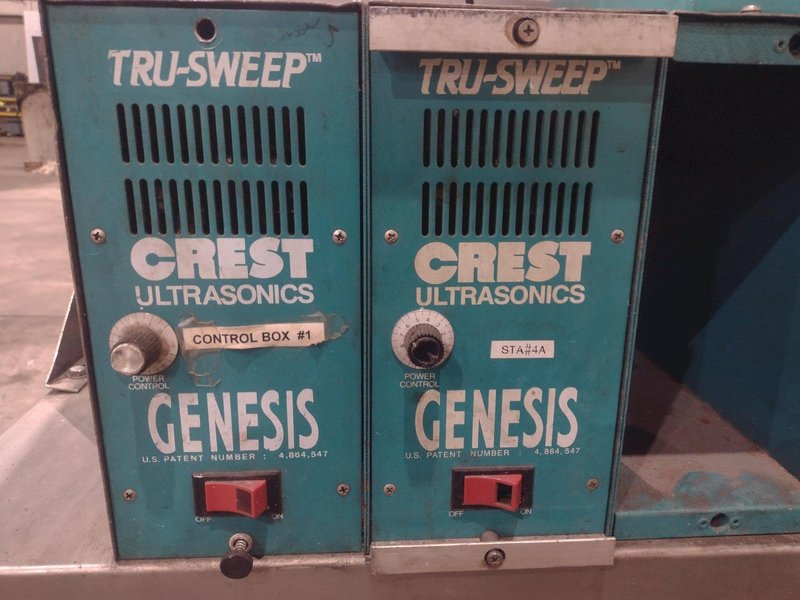 TRU-SWEEP™
CREST
ULTRASONICS
CONTROL BOX #1
POWER
CONTROL
GENESIS
U.S. PATENT NUMBER : 4,864,547
OFF
ON
TRU-SWEEP™
CREST
ULTRASONICS
STA#4A
POWER
CONTROL
GENESIS
U.S. PATENT NUMBER : 4,864,547
OFF
ON